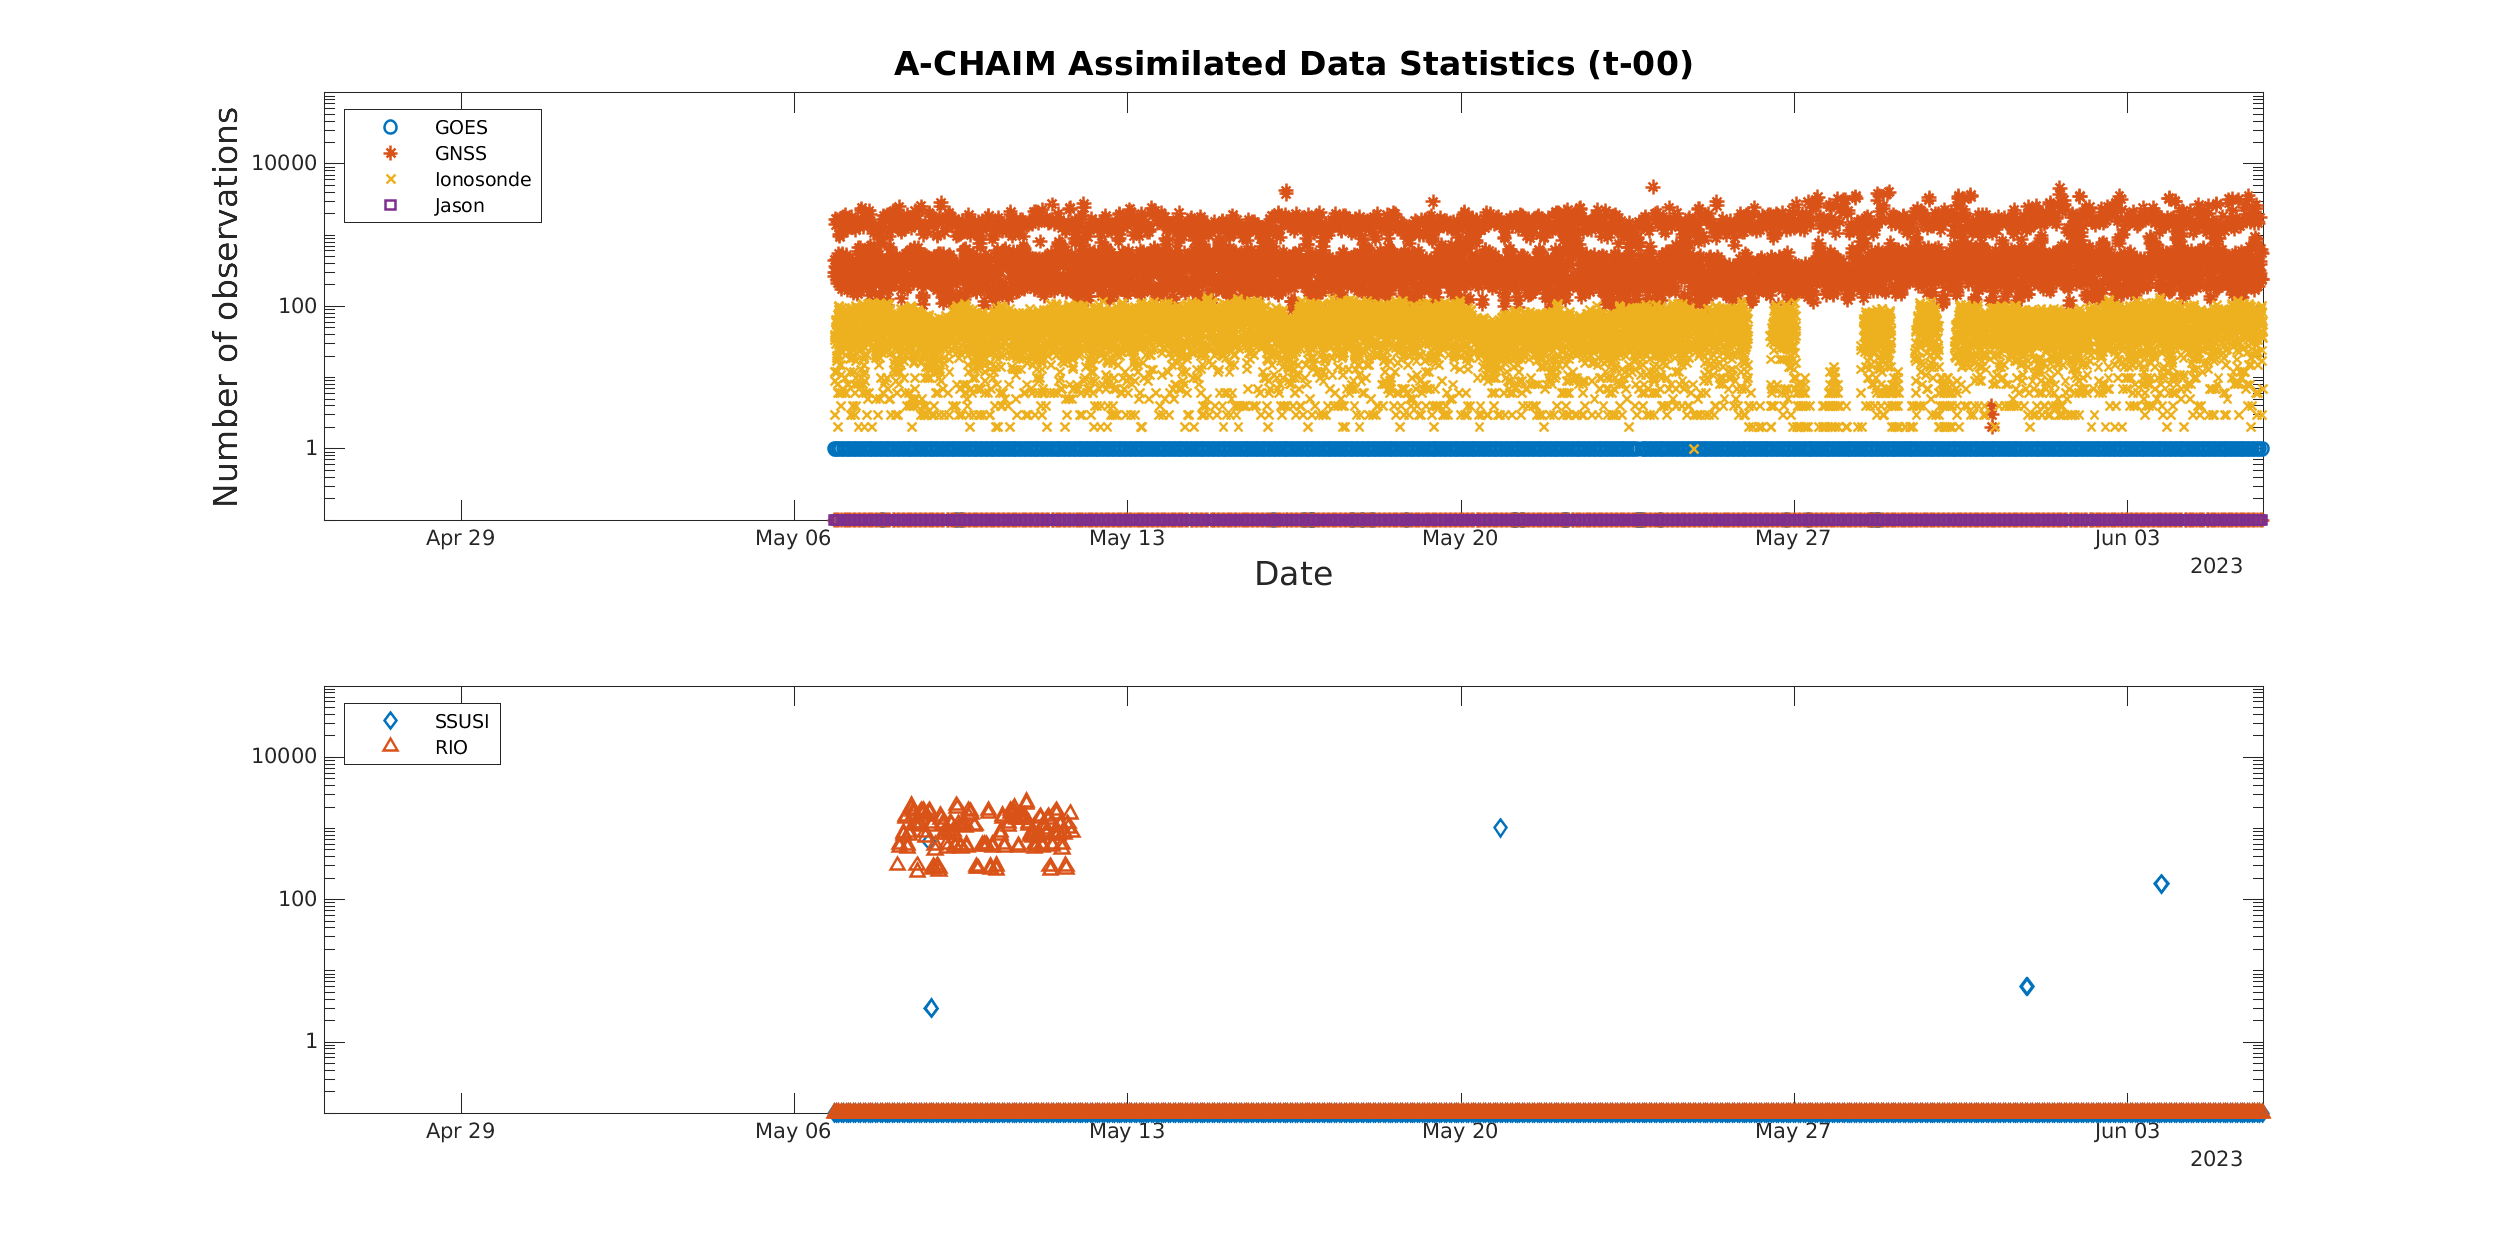 A-CHAIM Assimilated Data Statistics (t-00)
Number of observations
GOES
GNSS
Ionosonde
Jason
10000
100
1
Apr 29 May 06 May 13 May 20 May 27 Jun 03
2023
Date
SSUSI
RIO
10000
100
1
Apr 29 May 06 May 13 May 20 May 27 Jun 03
2023